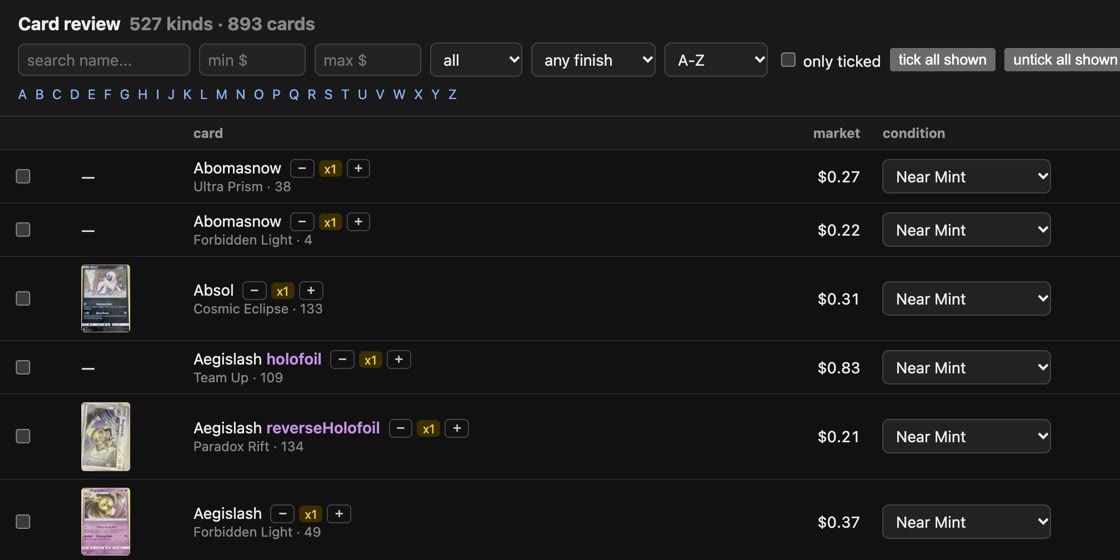 Card review 527 kinds · 893 cards
search name... min $ max $ all any finish A-Z only ticked tick all shown untick all shown
A B C D E F G H I J K L M N O P Q R S T U V W X Y Z
card market condition
Abomasnow − x1 +
Ultra Prism · 38
— $0.27 Near Mint
Abomasnow − x1 +
Forbidden Light · 4
— $0.22 Near Mint
Absol − x1 +
Cosmic Eclipse · 133
$0.31 Near Mint
Aegislash holofoil − x1 +
Team Up · 109
— $0.83 Near Mint
Aegislash reverseHolofoil − x1 +
Paradox Rift · 134
$0.21 Near Mint
Aegislash − x1 +
Forbidden Light · 49
$0.37 Near Mint